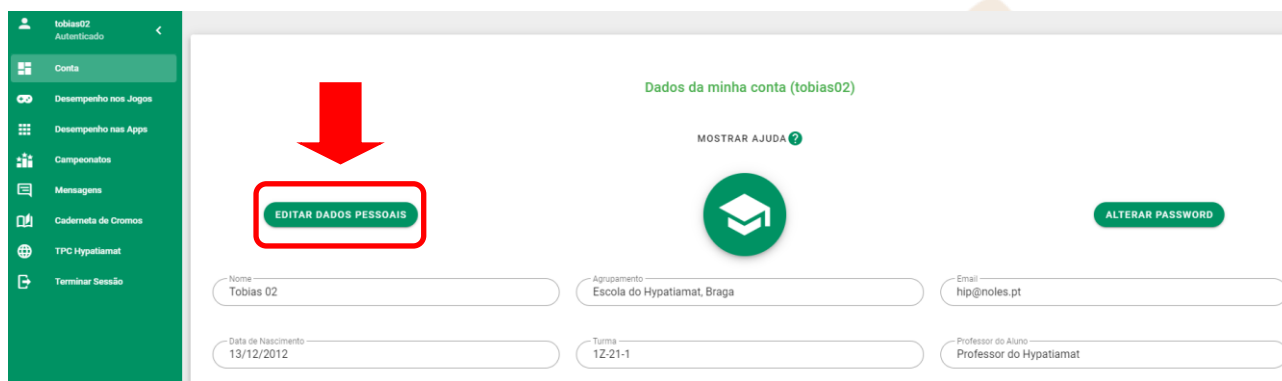 tobias02
Autenticado
Conta
Desempenho nos Jogos
Desempenho nas Apps
Campeonatos
Mensagens
Caderneta de Cromos
TPC Hypatiamat
Terminar Sessão
Dados da minha conta (tobias02)
MOSTRAR AJUDA ?
EDITAR DADOS PESSOAIS
ALTERAR PASSWORD
Nome
Tobias 02
Agrupamento
Escola do Hypatiamat, Braga
Email
hip@noles.pt
Data de Nascimento
13/12/2012
Turma
1Z-21-1
Professor do Aluno
Professor do Hypatiamat